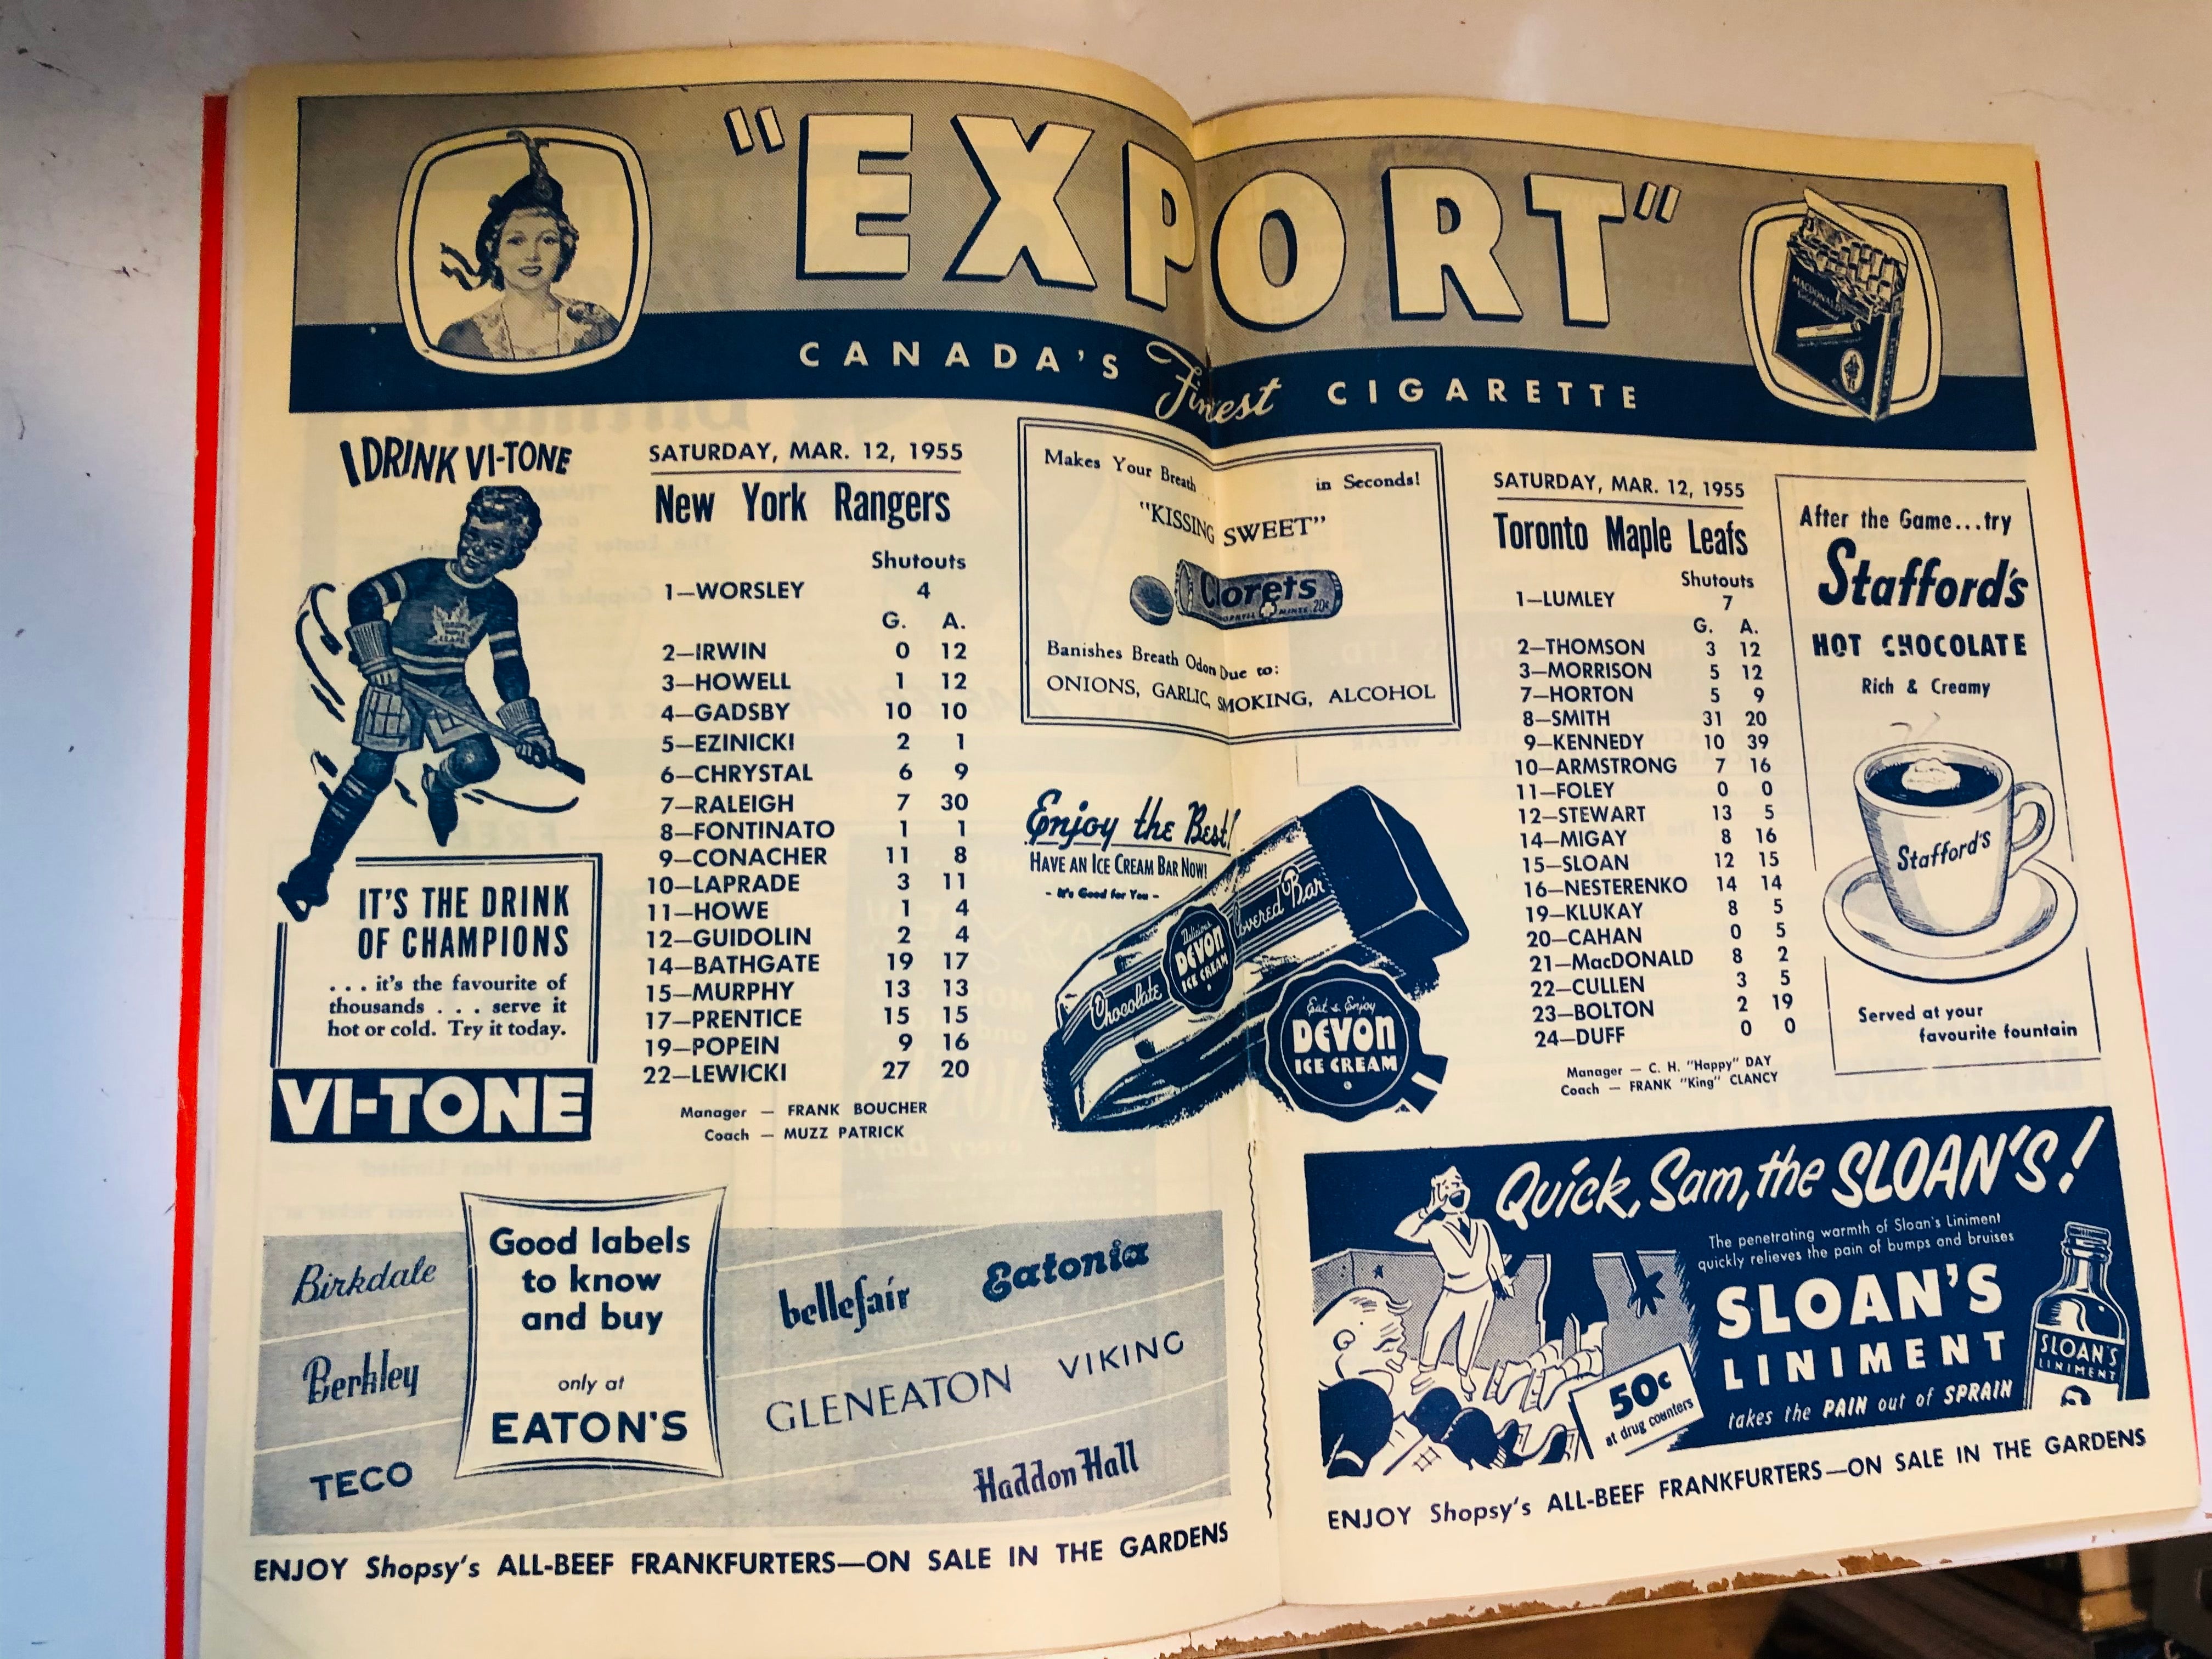 "EXPORT"
CANADA'S Finest CIGARETTE
MACDONALD'S
I DRINK VI-TONE
IT'S THE DRINK
OF CHAMPIONS
. . . it's the favourite of
thousands . . . serve it
hot or cold. Try it today.
VI-TONE
SATURDAY, MAR. 12, 1955
New York Rangers
Shutouts
1—WORSLEY 4
G. A.
2—IRWIN 0 12
3—HOWELL 1 12
4—GADSBY 10 10
5—EZINICKI 2 1
6—CHRYSTAL 6 9
7—RALEIGH 7 30
8—FONTINATO 1 1
9—CONACHER 11 8
10—LAPRADE 3 11
11—HOWE 1 4
12—GUIDOLIN 2 4
14—BATHGATE 19 17
15—MURPHY 13 13
17—PRENTICE 15 15
19—POPEIN 9 16
22—LEWICKI 27 20
Manager — FRANK BOUCHER
Coach — MUZZ PATRICK
Makes Your Breath . . . in Seconds!
"KISSING SWEET"
Clorets
20¢
Banishes Breath Odors Due to:
ONIONS, GARLIC, SMOKING, ALCOHOL
Enjoy the Best!
HAVE AN ICE CREAM BAR NOW!
- It's Good for You -
Chocolate Covered Bar
Delicious
DEVON
ICE CREAM
Eat & Enjoy
DEVON
ICE CREAM
SATURDAY, MAR. 12, 1955
Toronto Maple Leafs
Shutouts
1—LUMLEY 7
G. A.
2—THOMSON 3 12
3—MORRISON 5 12
7—HORTON 5 9
8—SMITH 31 20
9—KENNEDY 10 39
10—ARMSTRONG 7 16
11—FOLEY 0 0
12—STEWART 13 5
14—MIGAY 8 16
15—SLOAN 12 15
16—NESTERENKO 14 14
19—KLUKAY 8 5
20—CAHAN 0 5
21—MacDONALD 8 2
22—CULLEN 3 5
23—BOLTON 2 19
24—DUFF 0 0
Manager — C. H. "Happy" DAY
Coach — FRANK "King" CLANCY
After the Game...try
Stafford's
HOT CHOCOLATE
Rich & Creamy
Stafford's
Served at your
favourite fountain
Birkdale
Berkley
TECO
Good labels
to know
and buy
only at
EATON'S
bellefair
Eatonia
GLENEATON
VIKING
Haddon Hall
Quick, Sam, the SLOAN'S!
The penetrating warmth of Sloan's Liniment
quickly relieves the pain of bumps and bruises
SLOAN'S
LINIMENT
takes the PAIN out of SPRAIN
50¢
at drug counters
SLOAN'S
LINIMENT
ENJOY Shopsy's ALL-BEEF FRANKFURTERS—ON SALE IN THE GARDENS
ENJOY Shopsy's ALL-BEEF FRANKFURTERS—ON SALE IN THE GARDENS